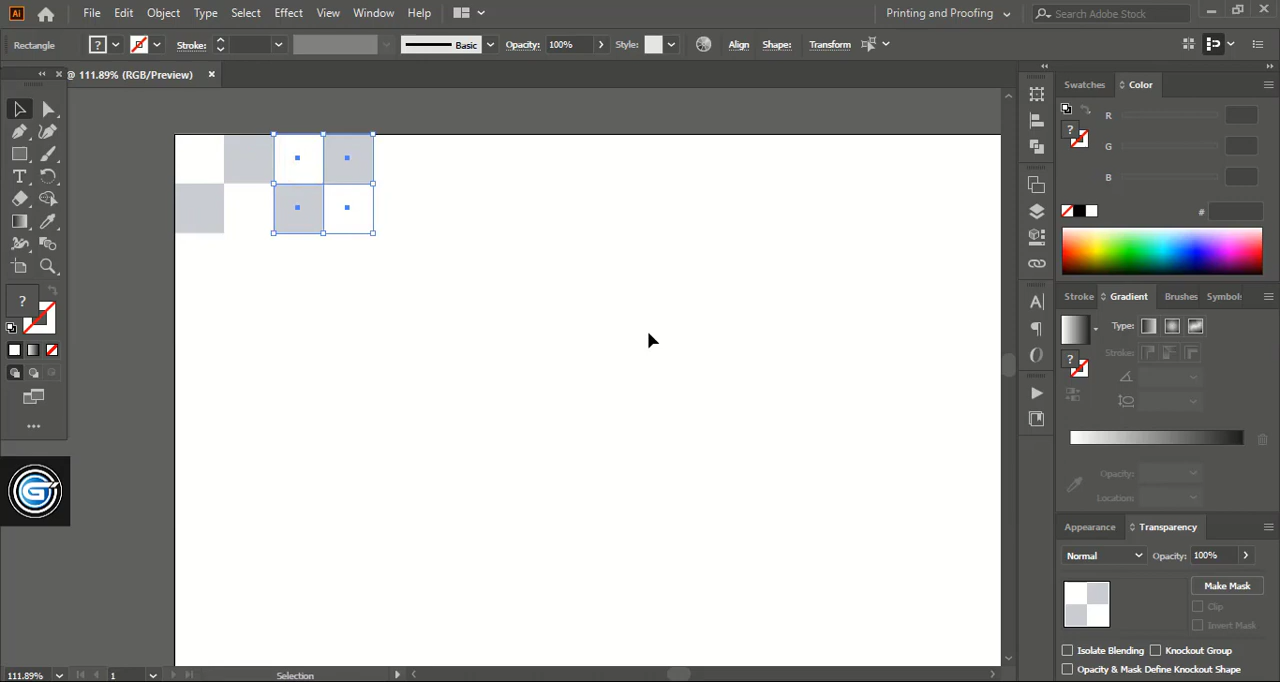 Ai File Edit Object Type Select Effect View Window Help Printing and Proofing Search Adobe Stock
Rectangle ? Stroke: Basic Opacity: 100% Style: Align Shape: Transform
@ 111.89% (RGB/Preview)
Swatches Color
? R
G
B
#
T
?
Stroke Gradient Brushes Symbol:
Type:
? Stroke:
Opacity:
Location:
Appearance Transparency
Normal Opacity: 100%
Make Mask
Clip
Invert Mask
Isolate Blending Knockout Group
Opacity & Mask Define Knockout Shape
111.89% 1 Selection